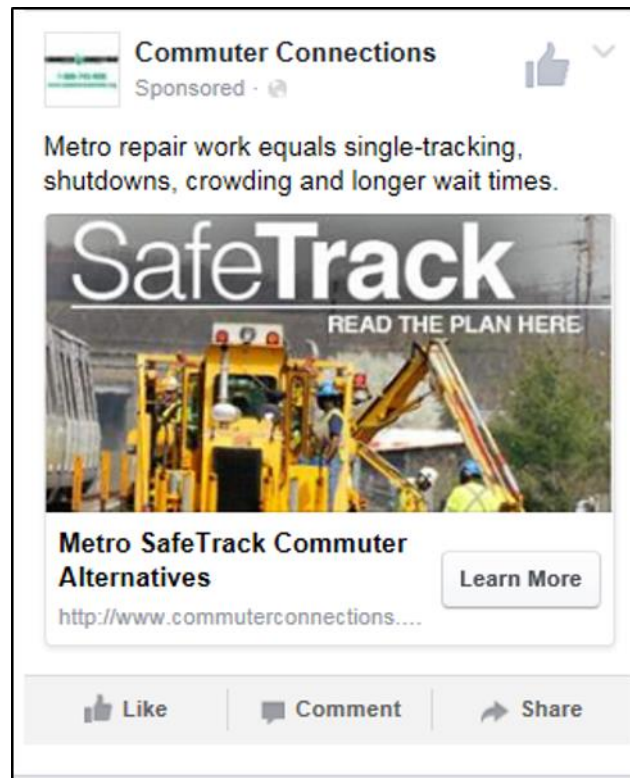 Commuter Connections
Sponsored ·
Metro repair work equals single-tracking,
shutdowns, crowding and longer wait times.
SafeTrack
READ THE PLAN HERE
Metro SafeTrack Commuter
Alternatives
Learn More
http://www.commuterconnections....
Like
Comment
Share